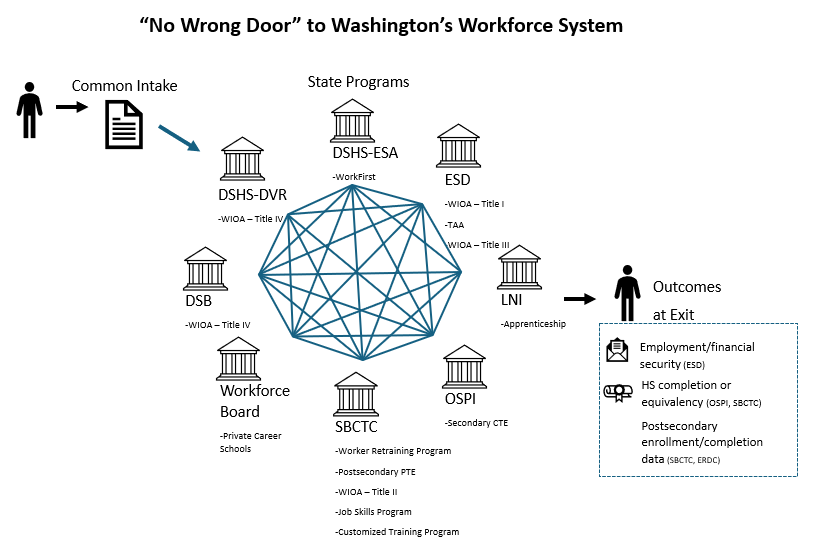 “No Wrong Door” to Washington’s Workforce System
Common Intake
State Programs
DSHS-ESA
-WorkFirst
ESD
-WIOA – Title I
-TAA
-WIOA – Title III
DSHS-DVR
-WIOA – Title IV
DSB
-WIOA – Title IV
LNI
-Apprenticeship
Workforce
Board
-Private Career
Schools
SBCTC
-Worker Retraining Program
-Postsecondary PTE
-WIOA – Title II
-Job Skills Program
-Customized Training Program
OSPI
-Secondary CTE
Outcomes
at Exit
Employment/financial
security (ESD)
HS completion or
equivalency (OSPI, SBCTC)
Postsecondary
enrollment/completion
data (SBCTC, ERDC)